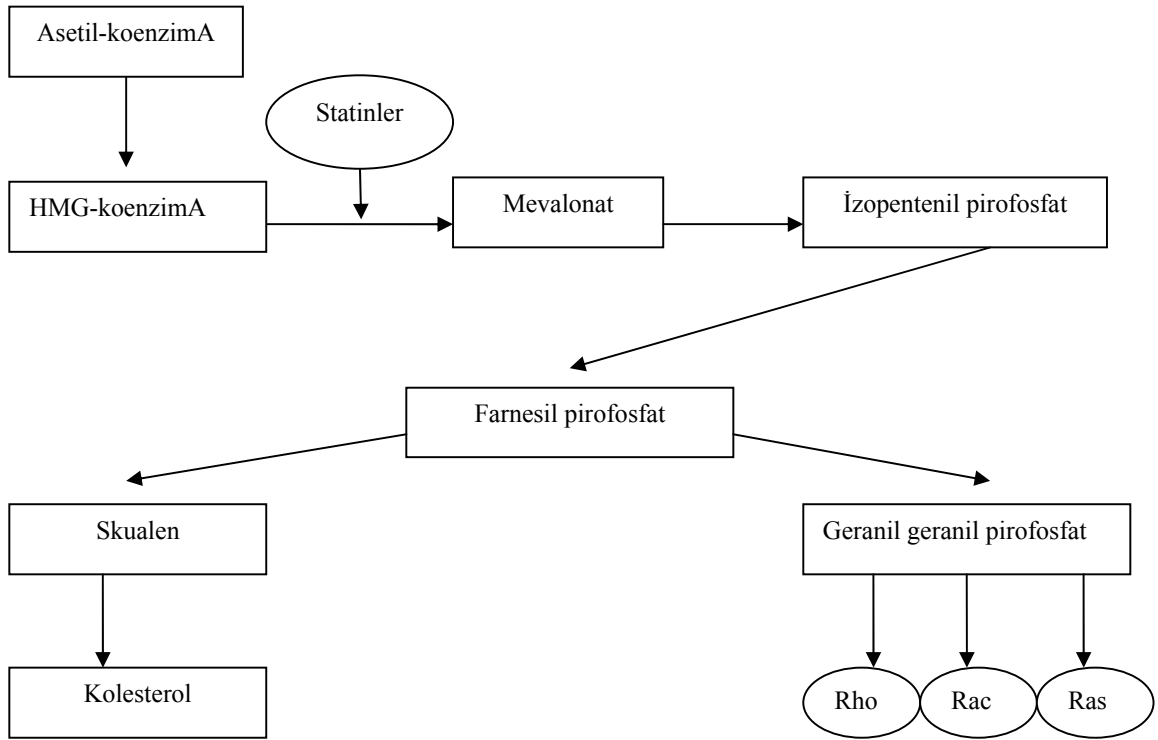 Asetil-koenzimA
Statinler
HMG-koenzimA
Mevalonat
İzopentenil pirofosfat
Farnesil pirofosfat
Skualen
Geranil geranil pirofosfat
Kolesterol
Rho
Rac
Ras